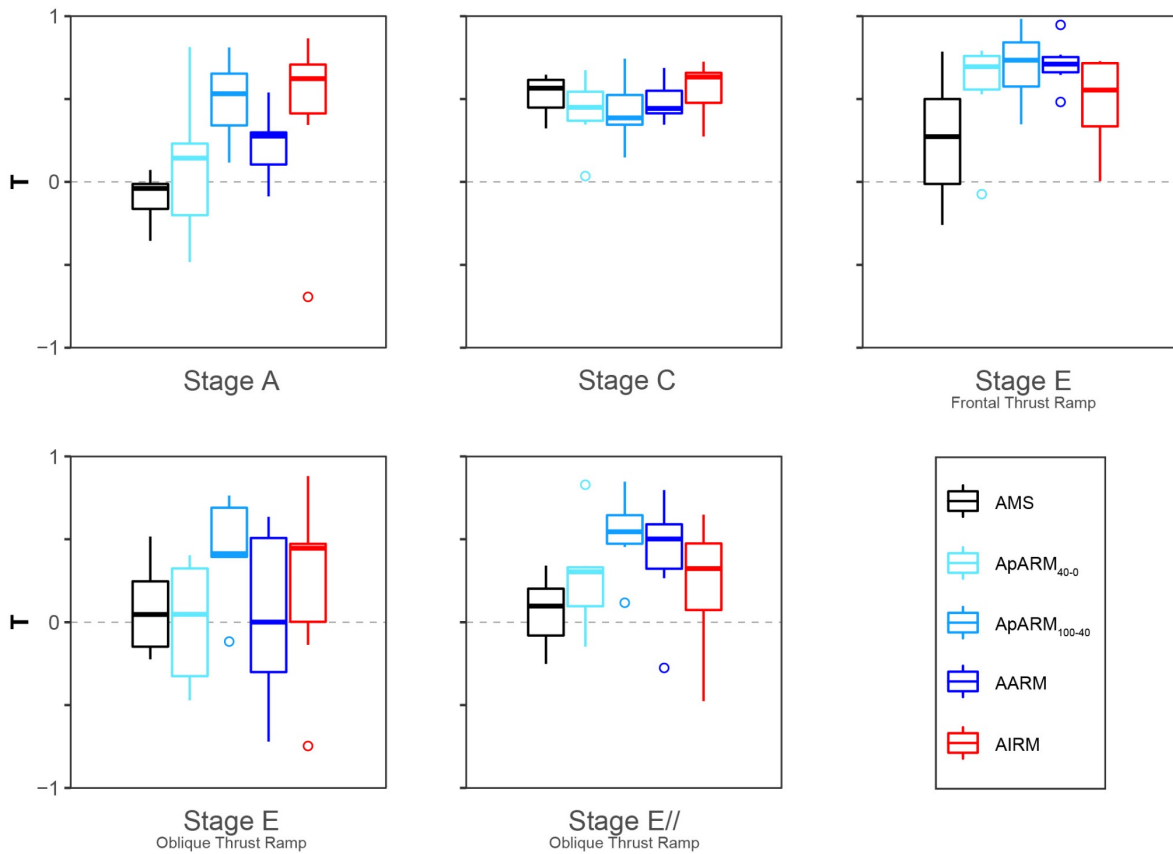 1
0
−1
T
Stage A
Stage C
Stage E
Frontal Thrust Ramp
1
0
−1
T
Stage E
Oblique Thrust Ramp
Stage E//
Oblique Thrust Ramp
AMS
ApARM40-0
ApARM100-40
AARM
AIRM